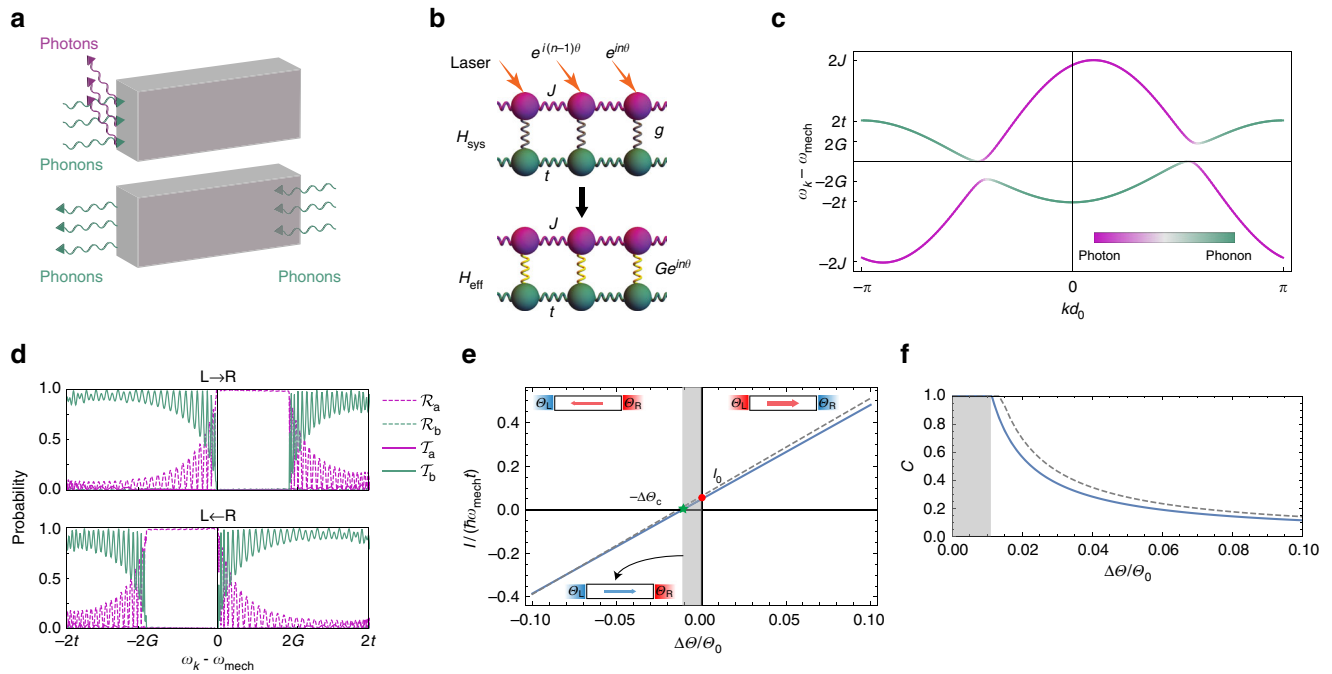 a
Photons
Phonons
Phonons
Phonons
b
Laser
e^{i(n–1)θ}
e^{inθ}
J
H_sys
g
t
J
H_eff
Ge^{inθ}
t
c
ω_k – ω_mech
2J
2t
2G
–2G
–2t
–2J
Photon
Phonon
–π
0
π
kd_0
d
L→R
Probability
1.0
0.5
0.0
ℛ_a
ℛ_b
𝒯_a
𝒯_b
L←R
1.0
0.5
0.0
–2t
–2G
0
2G
2t
ω_k - ω_mech
e
I / (ħω_mech t)
0.4
0.2
0.0
–0.2
–0.4
Θ_L
Θ_R
Θ_L
Θ_R
I_0
–ΔΘ_c
Θ_L
Θ_R
–0.10
–0.05
0.00
0.05
0.10
ΔΘ/Θ_0
f
C
1.0
0.8
0.6
0.4
0.2
0.0
0.00
0.02
0.04
0.06
0.08
0.10
ΔΘ/Θ_0